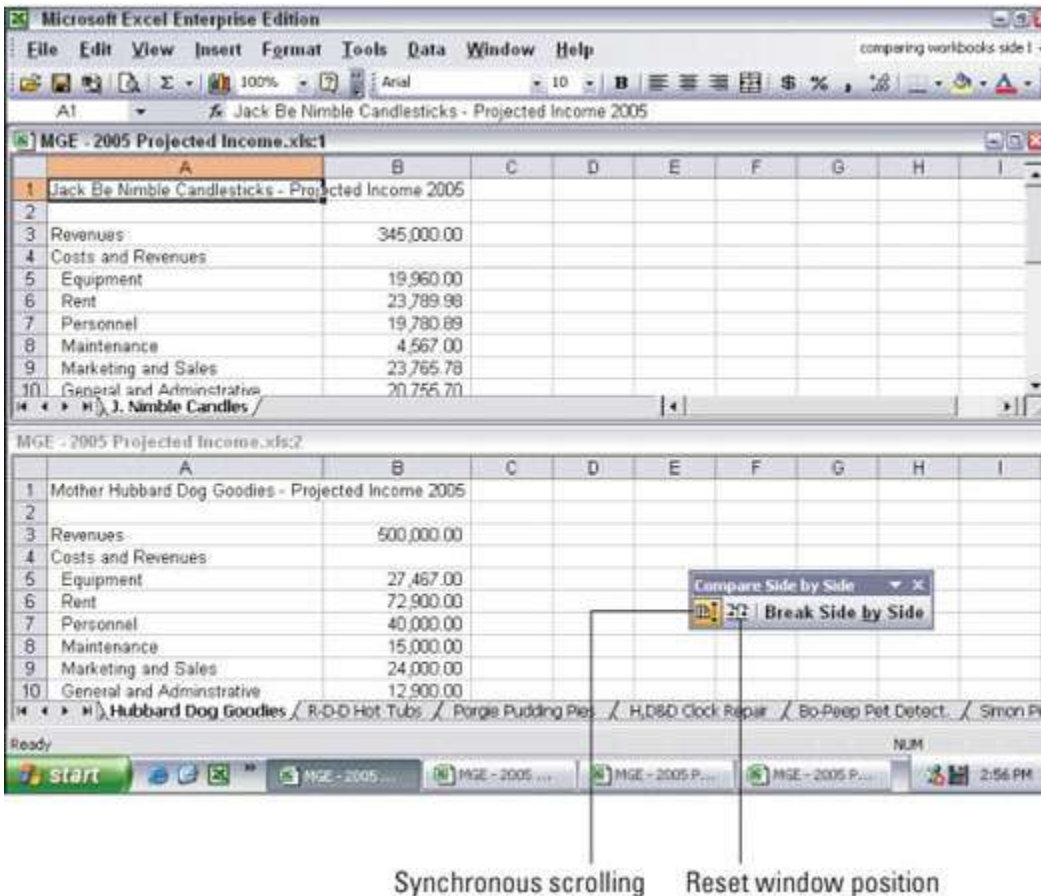 Microsoft Excel Enterprise Edition
File Edit View Insert Format Tools Data Window Help comparing workbooks side
100% Arial 10 B $ % ,
A1 fx Jack Be Nimble Candlesticks - Projected Income 2005
MGE - 2005 Projected Income.xls:1
A B C D E F G H I
1 Jack Be Nimble Candlesticks - Projected Income 2005
2
3 Revenues 345,000.00
4 Costs and Revenues
5 Equipment 19,960.00
6 Rent 23,789.98
7 Personnel 19,780.89
8 Maintenance 4,567.00
9 Marketing and Sales 23,765.78
10 General and Adminstrative 20,755.70
J. Nimble Candles
MGE - 2005 Projected Income.xls:2
A B C D E F G H I
1 Mother Hubbard Dog Goodies - Projected Income 2005
2
3 Revenues 500,000.00
4 Costs and Revenues
5 Equipment 27,467.00
Compare Side by Side
6 Rent 72,900.00
Break Side by Side
7 Personnel 40,000.00
8 Maintenance 15,000.00
9 Marketing and Sales 24,000.00
10 General and Adminstrative 12,900.00
Hubbard Dog Goodies R-D-D Hot Tubs Porgie Pudding Pies H,D&D Clock Repair Bo-Peep Pet Detect. Simon
Ready NUM
start MGE - 2005 ... MGE - 2005 ... MGE - 2005 P... MGE - 2005 P... 2:56 PM
Synchronous scrolling Reset window position